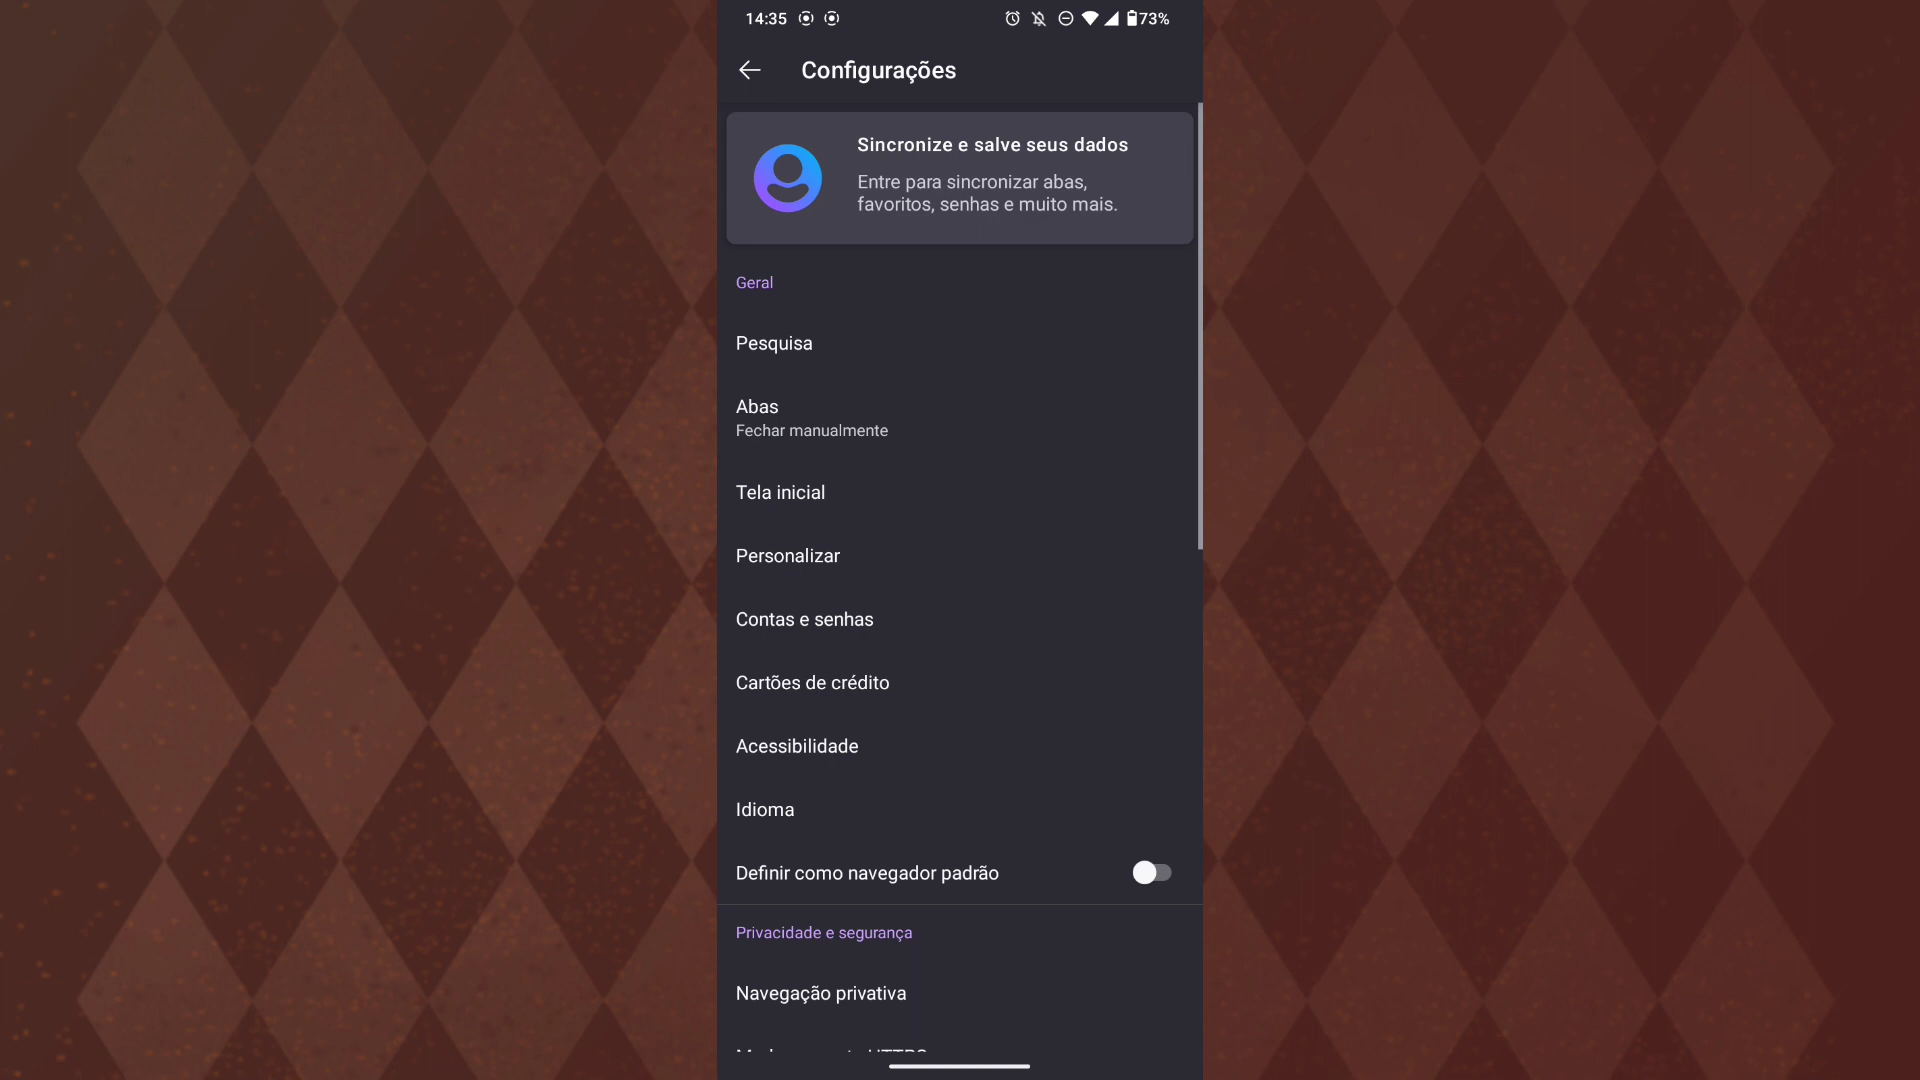 14:35
73%
Configurações
Sincronize e salve seus dados
Entre para sincronizar abas,
favoritos, senhas e muito mais.
Geral
Pesquisa
Abas
Fechar manualmente
Tela inicial
Personalizar
Contas e senhas
Cartões de crédito
Acessibilidade
Idioma
Definir como navegador padrão
Privacidade e segurança
Navegação privativa